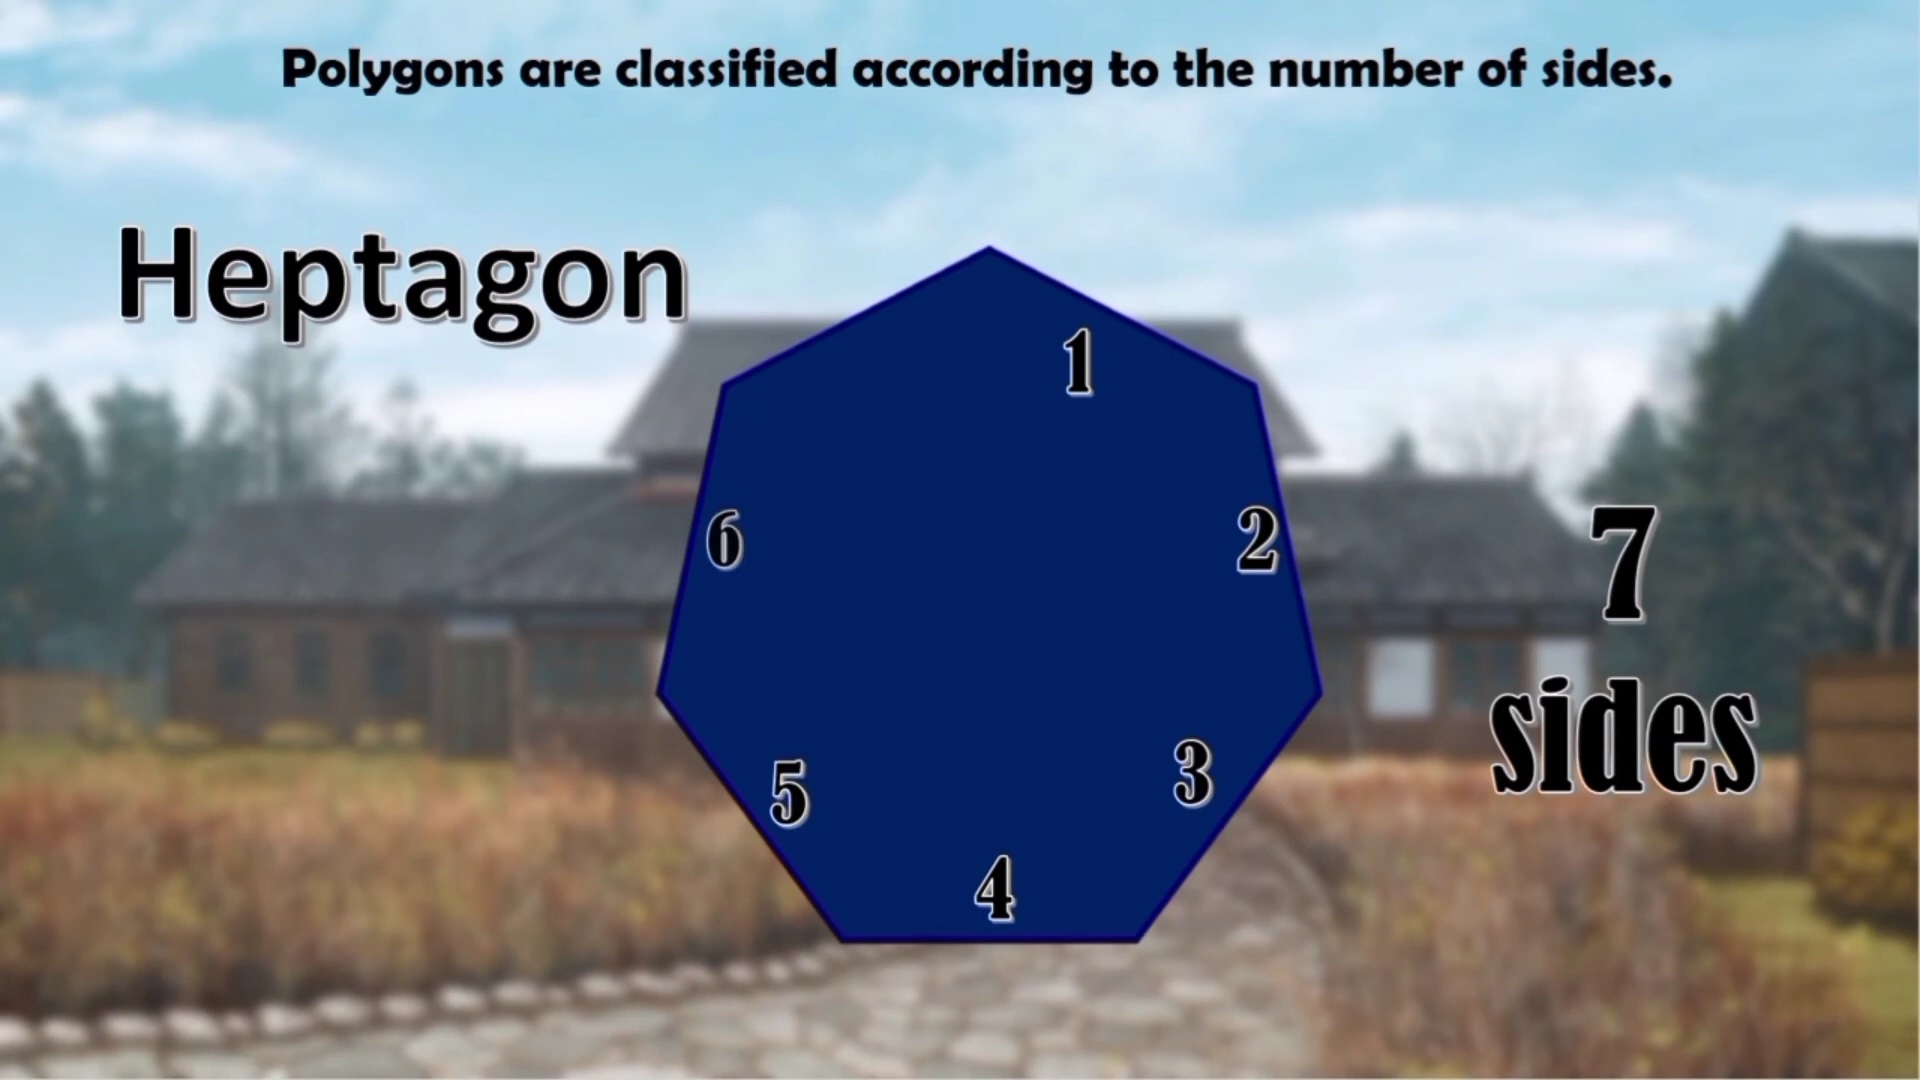 Polygons are classified according to the number of sides.
Heptagon
1
6
2
7
sides
5
3
4